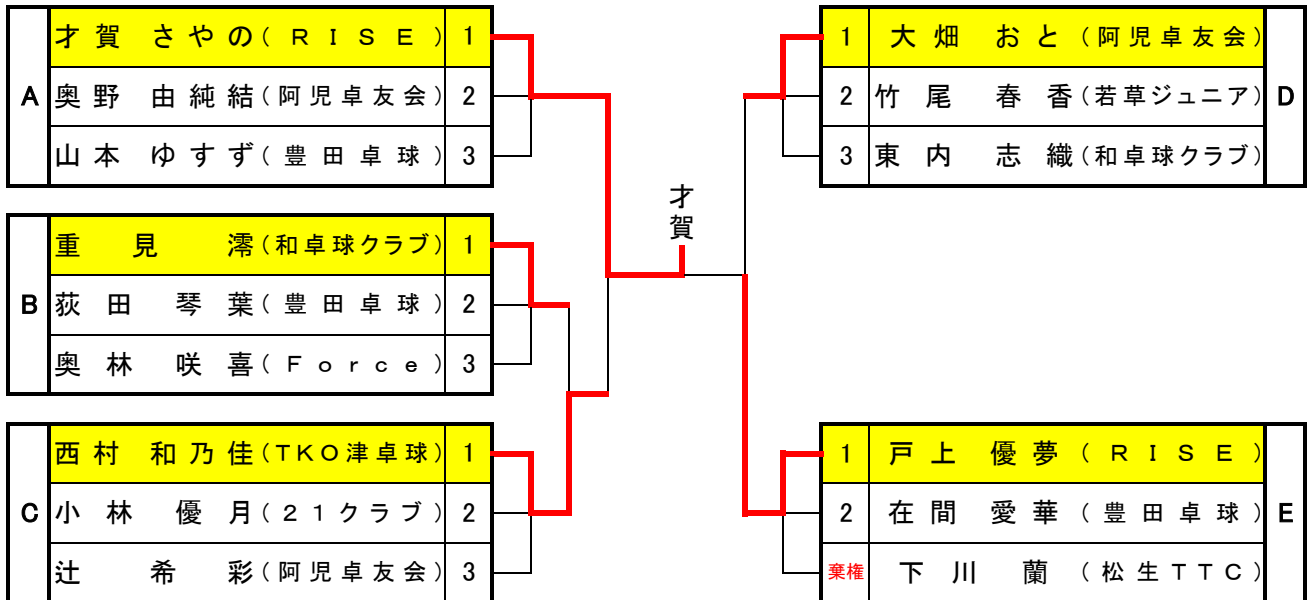 A
才賀 さやの(RISE) 1
奥野 由純結(阿児卓友会) 2
山本 ゆすず(豊田卓球) 3
B
重見 澪(和卓球クラブ) 1
荻田 琴葉(豊田卓球) 2
奥林 咲喜(Force) 3
C
西村 和乃佳(TKO津卓球) 1
小林 優月(21クラブ) 2
辻 希彩(阿児卓友会) 3
才賀
D
1 大畑 おと(阿児卓友会)
2 竹尾 春香(若草ジュニア)
3 東内 志織(和卓球クラブ)
E
1 戸上 優夢(RISE)
2 在間 愛華(豊田卓球)
棄権 下川 蘭(松生TTC)